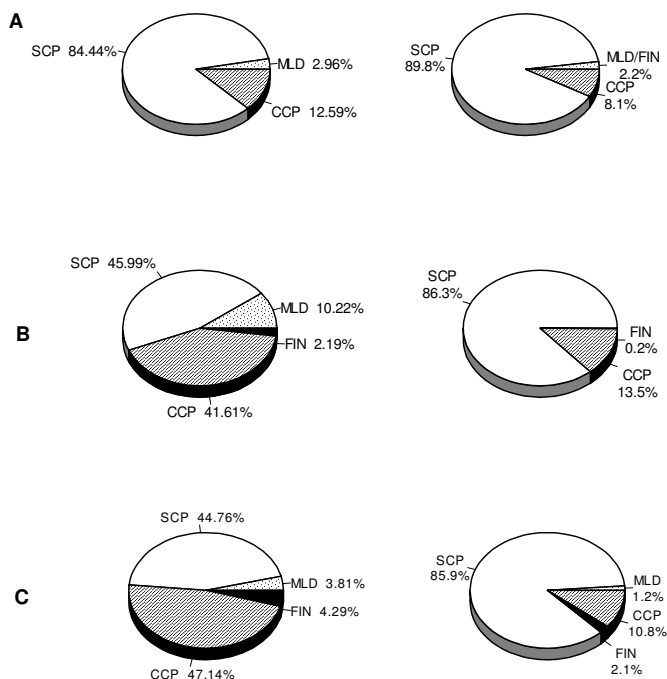 A
SCP 84.44%
MLD 2.96%
CCP 12.59%
SCP
89.8%
MLD/FIN
2.2%
CCP
8.1%
B
SCP 45.99%
MLD 10.22%
FIN 2.19%
CCP 41.61%
SCP
86.3%
FIN
0.2%
CCP
13.5%
C
SCP 44.76%
MLD 3.81%
FIN 4.29%
CCP 47.14%
SCP
85.9%
MLD
1.2%
CCP
10.8%
FIN
2.1%